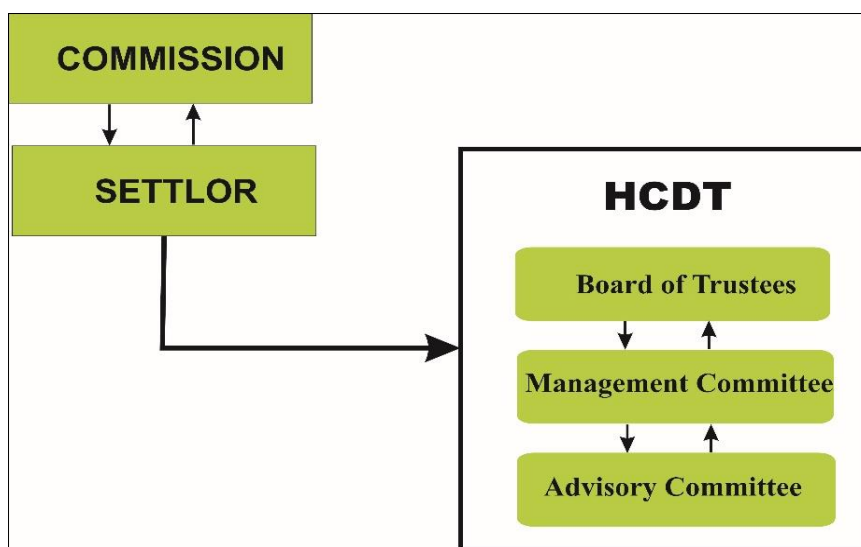 COMMISSION
SETTLOR
HCDT
Board of Trustees
Management Committee
Advisory Committee